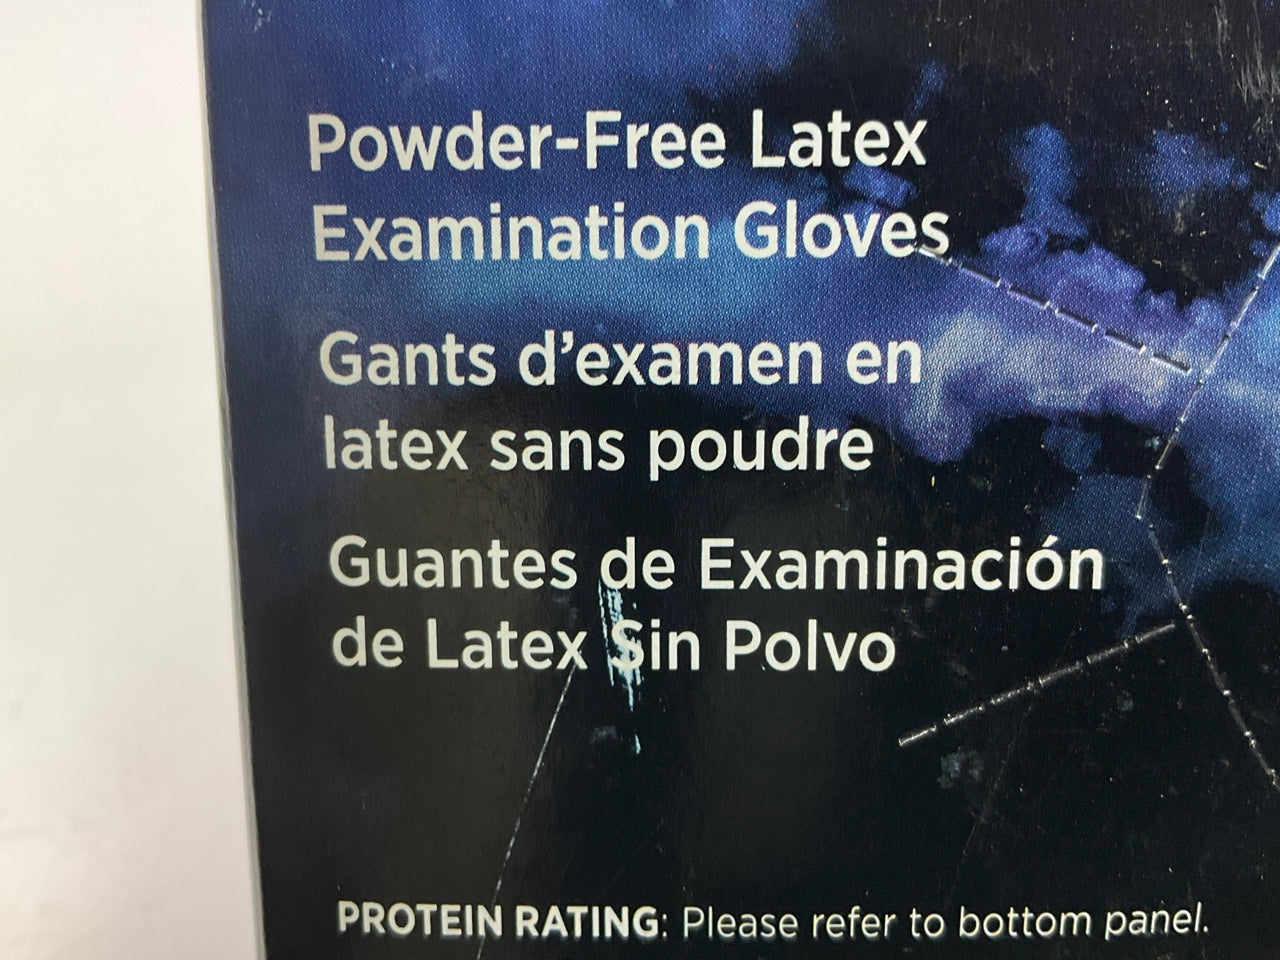 Powder-Free Latex
Examination Gloves
Gants d’examen en
latex sans poudre
Guantes de Examinación
de Latex Sin Polvo
PROTEIN RATING: Please refer to bottom panel.